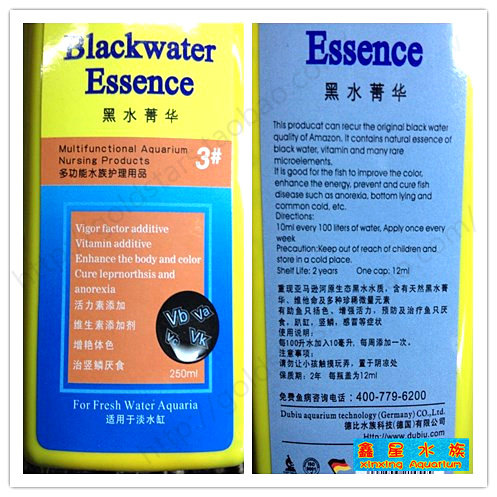 Blackwater
Essence
黑水菁华
Multifunctional Aquarium
Nursing Products
多功能水族护理用品
3#
Vigor factor additive
Vitamin additive
Enhance the body and color
Cure leprnorthsis and
anorexia
活力素添加
维生素添加剂
增艳体色
治竖鳞厌食
Vb
Va
Vk
250ml
For Fresh Water Aquaria
适用于淡水缸
Essence
黑水菁华
This producat can recur the original black water
quality of Amazon. It contains natural essence of
black water, vitamin and many rare
microelements.
It is good for the fish to improve the color,
enhance the energy, prevent and cure fish
disease such as anorexia, bottom lying and
common cold, etc.
Directions:
10ml every 100 liters of water, Apply once every
week
Precaution:Keep out of reach of children and
store in a cold place.
Shelf Life: 2 years One cap: 12ml
重现亚马逊河原生态黑水水质，含有天然黑水菁
华、维他命及多种珍稀微量元素
有助鱼只扬色、增强活力，预防及治疗鱼只厌
食，趴缸，竖鳞，感冒等症状
使用说明：
每100升水加入10毫升，每周添加一次。
注意事项：
请勿让小孩触摸玩弄，置于阴凉处
保质期：2年 每瓶盖为12ml
免费鱼病咨询电话：400-779-6200
Dubiu aquarium technology (Germany) CO.,Ltd.
德比水族科技(德国)有限公司
Http://www.dubiu.com
鑫星水族
xinxing Aquarium